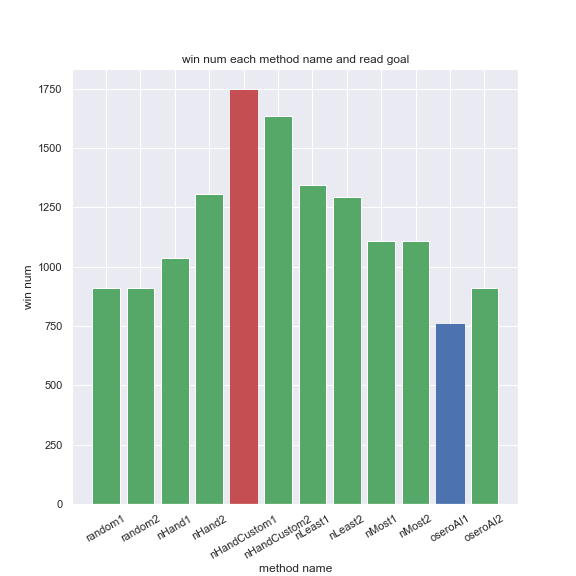 win num each method name and read goal
1750
1500
1250
1000
750
500
250
0
win num
random1
random2
nHand1
nHand2
nHandCustom1
nHandCustom2
nLeast1
nLeast2
nMost1
nMost2
oseroAI1
oseroAI2
method name